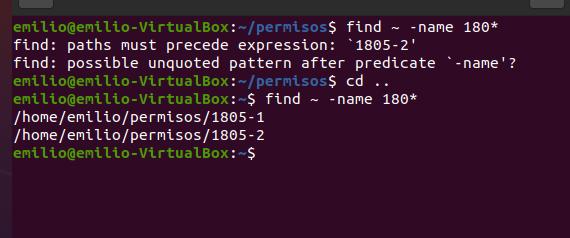 emilio@emilio-VirtualBox:~/permisos$ find ~ -name 180*
find: paths must precede expression: `1805-2'
find: possible unquoted pattern after predicate `-name'?
emilio@emilio-VirtualBox:~/permisos$ cd ..
emilio@emilio-VirtualBox:~$ find ~ -name 180*
/home/emilio/permisos/1805-1
/home/emilio/permisos/1805-2
emilio@emilio-VirtualBox:~$